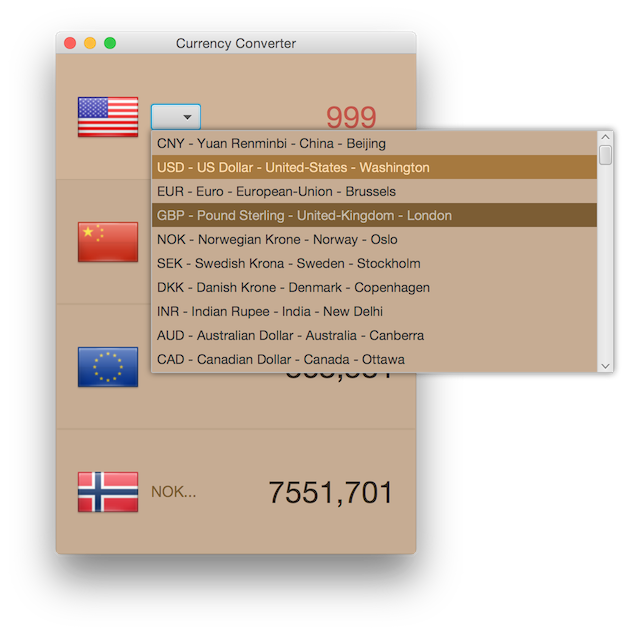 Currency Converter
999
CNY - Yuan Renminbi - China - Beijing
USD - US Dollar - United-States - Washington
EUR - Euro - European-Union - Brussels
GBP - Pound Sterling - United-Kingdom - London
NOK - Norwegian Krone - Norway - Oslo
SEK - Swedish Krona - Sweden - Stockholm
DKK - Danish Krone - Denmark - Copenhagen
INR - Indian Rupee - India - New Delhi
AUD - Australian Dollar - Australia - Canberra
CAD - Canadian Dollar - Canada - Ottawa
NOK... 7551,701